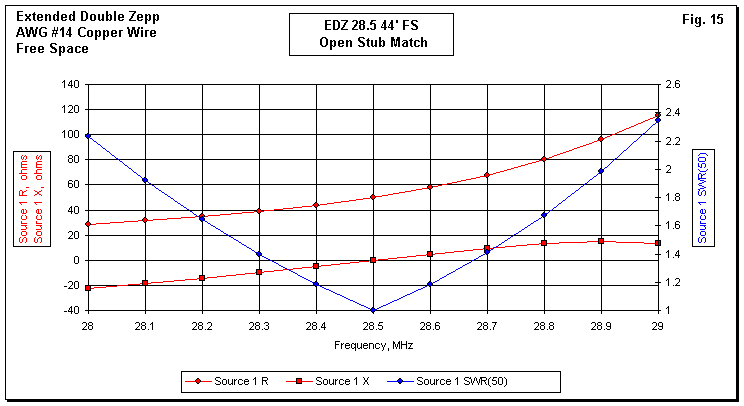 Extended Double Zepp
AWG #14 Copper Wire
Free Space
EDZ 28.5 44' FS
Open Stub Match
Fig. 15
Source 1 R, ohms
Source 1 X, ohms
140
120
100
80
60
40
20
0
-20
-40
2.6
2.4
2.2
2
1.8
1.6
1.4
1.2
1
Source 1 SWR(50)
28 28.1 28.2 28.3 28.4 28.5 28.6 28.7 28.8 28.9 29
Frequency, MHz
Source 1 R Source 1 X Source 1 SWR(50)